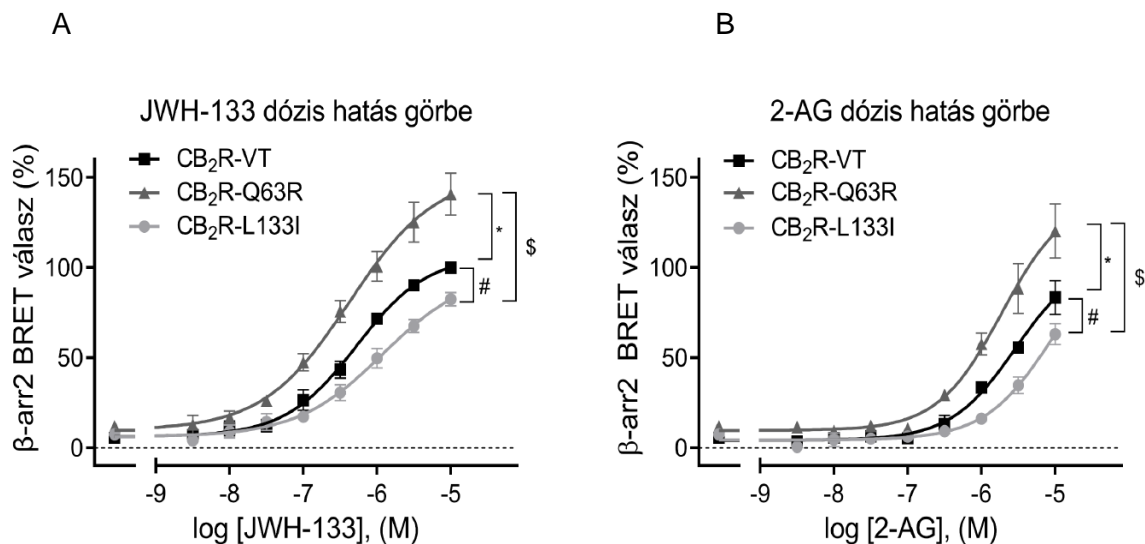 A
JWH-133 dózis hatás görbe
β-arr2 BRET válasz (%)
CB₂R-VT
CB₂R-Q63R
CB₂R-L133I
150
100
50
0
* $
#
-9 -8 -7 -6 -5
log [JWH-133], (M)
B
2-AG dózis hatás görbe
β-arr2 BRET válasz (%)
CB₂R-VT
CB₂R-Q63R
CB₂R-L133I
150
100
50
0
* $
#
-9 -8 -7 -6 -5
log [2-AG], (M)